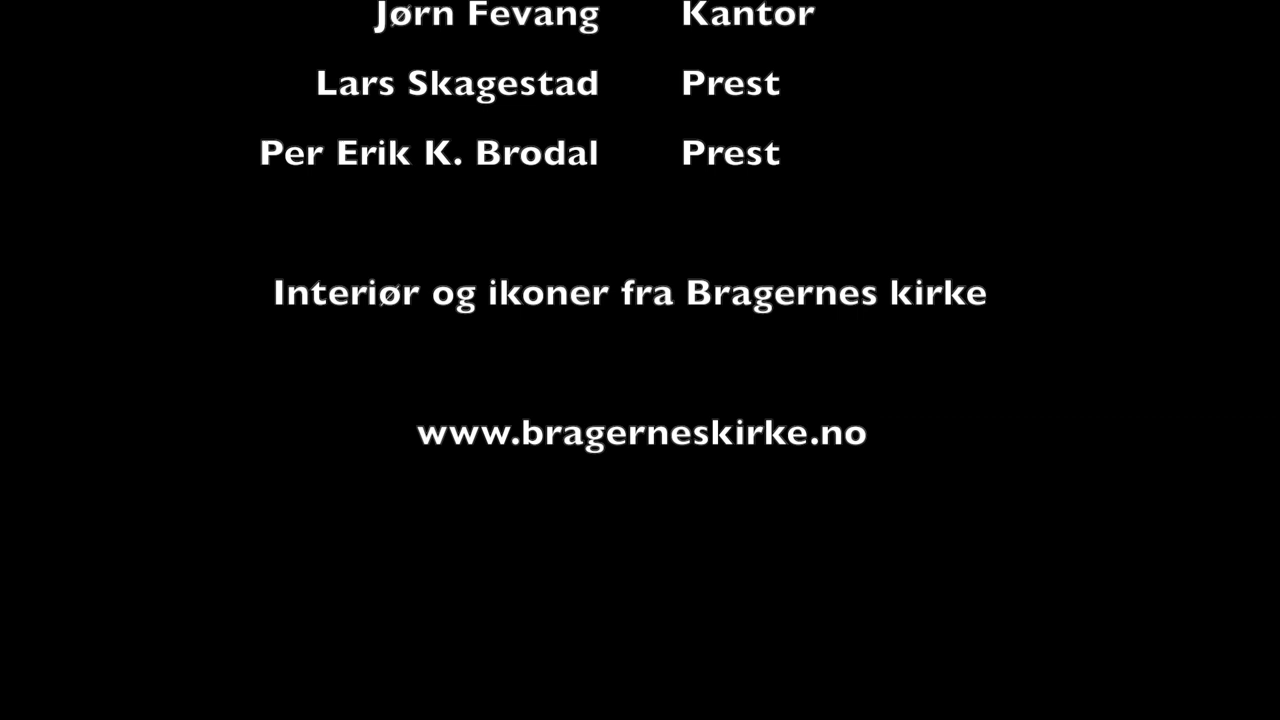 Jørn Fevang Kantor
Lars Skagestad Prest
Per Erik K. Brodal Prest
Interiør og ikoner fra Bragernes kirke
www.bragerneskirke.no